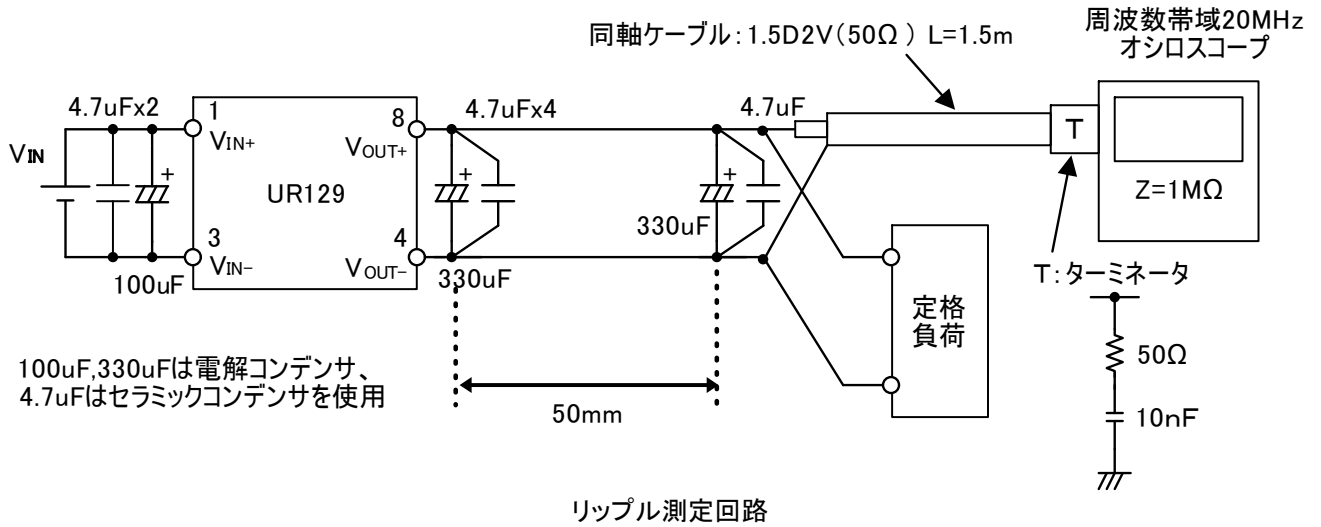 同軸ケーブル：1.5D2V（50Ω ） L=1.5m
周波数帯域20MHz
オシロスコープ
4.7uFx2
1
VIN+
VIN
+
UR129
8
VOUT+
4.7uFx4
+
4.7uF
+
T
Z=1MΩ
3
VIN-
100uF
4
VOUT-
330uF
330uF
定格
負荷
T：ターミネータ
50Ω
10nF
100uF,330uFは電解コンデンサ、
4.7uFはセラミックコンデンサを使用
50mm
リップル測定回路